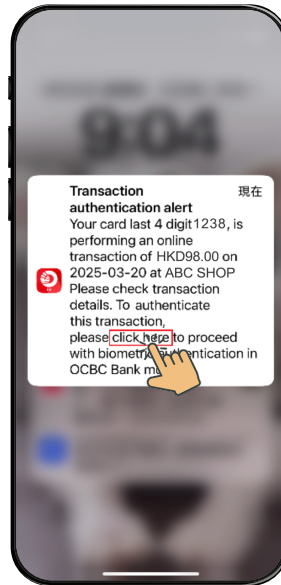 9:04
Transaction 現在
authentication alert
Your card last 4 digit1238, is
performing an online
transaction of HKD98.00 on
2025-03-20 at ABC SHOP
Please check transaction
details. To authenticate
this transaction,
please click here to proceed
with biometric authentication in
OCBC Bank